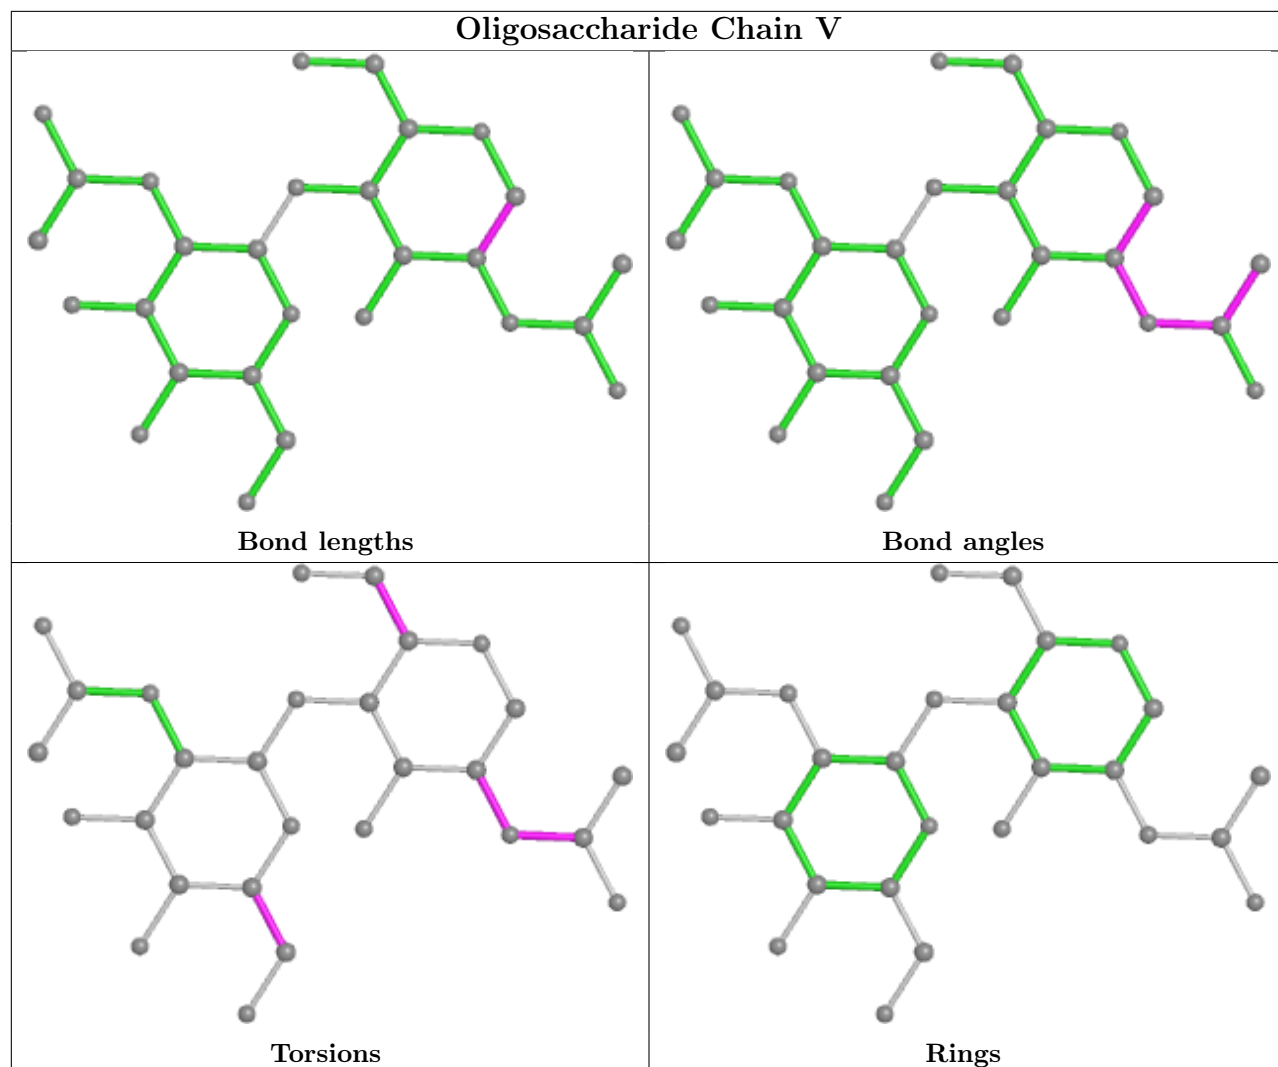 Oligosaccharide Chain V
Bond lengths
Bond angles
Torsions
Rings